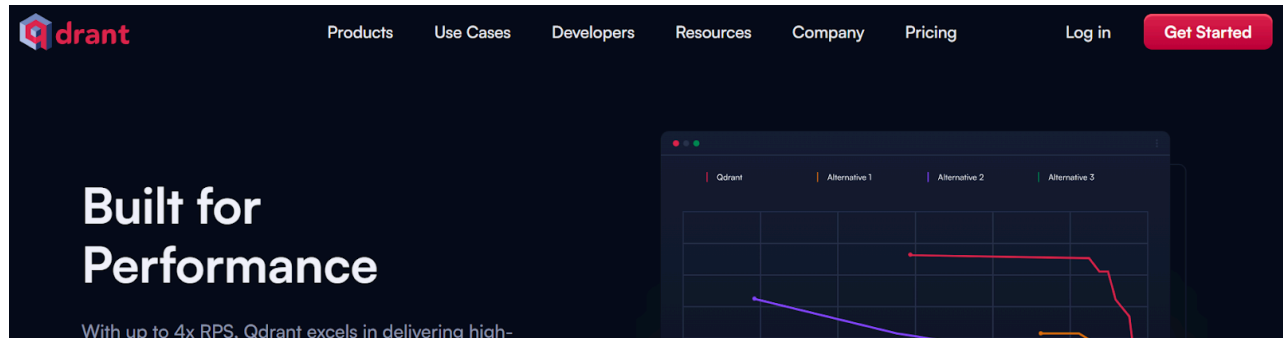 qdrant
Products Use Cases Developers Resources Company Pricing Log in Get Started
Qdrant Alternative 1 Alternative 2 Alternative 3
Built for
Performance
With up to 4x RPS, Qdrant excels in delivering high-